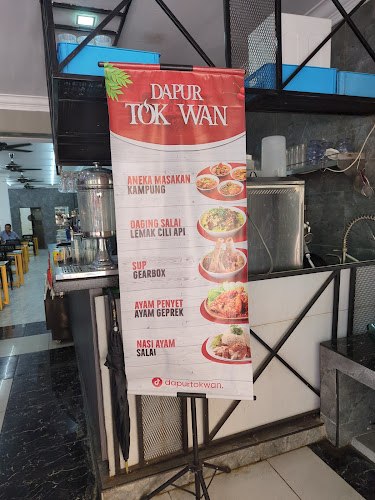 DAPUR
TOK WAN
ANEKA MASAKAN
KAMPUNG
DAGING SALAI
LEMAK CILI API
SUP
GEARBOX
AYAM PENYET
AYAM GEPREK
NASI AYAM
SALAI
dapurtokwan.